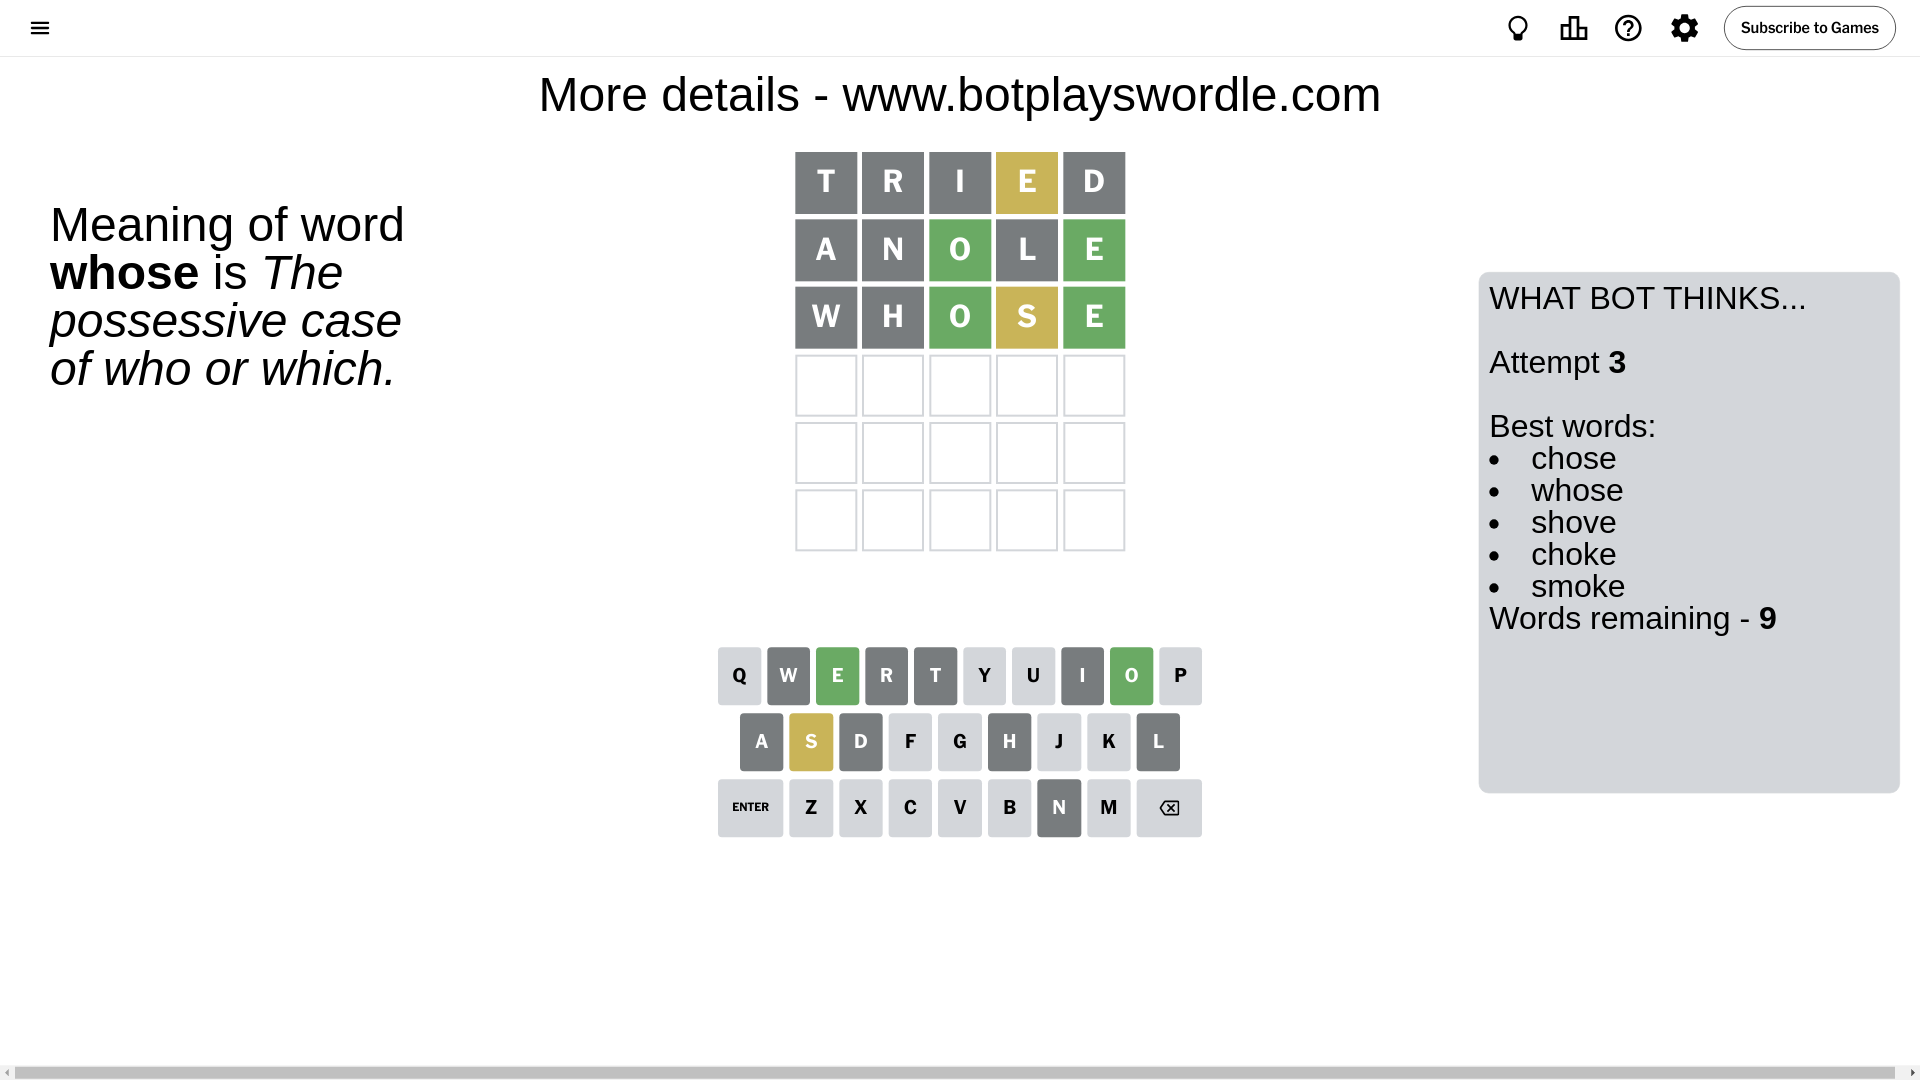 Subscribe to Games
More details - www.botplayswordle.com
Meaning of word
whose is The
possessive case
of who or which.
T R I E D
A N O L E
W H O S E
WHAT BOT THINKS...
Attempt 3
Best words:
• chose
• whose
• shove
• choke
• smoke
Words remaining - 9
Q W E R T Y U I O P
A S D F G H J K L
ENTER Z X C V B N M